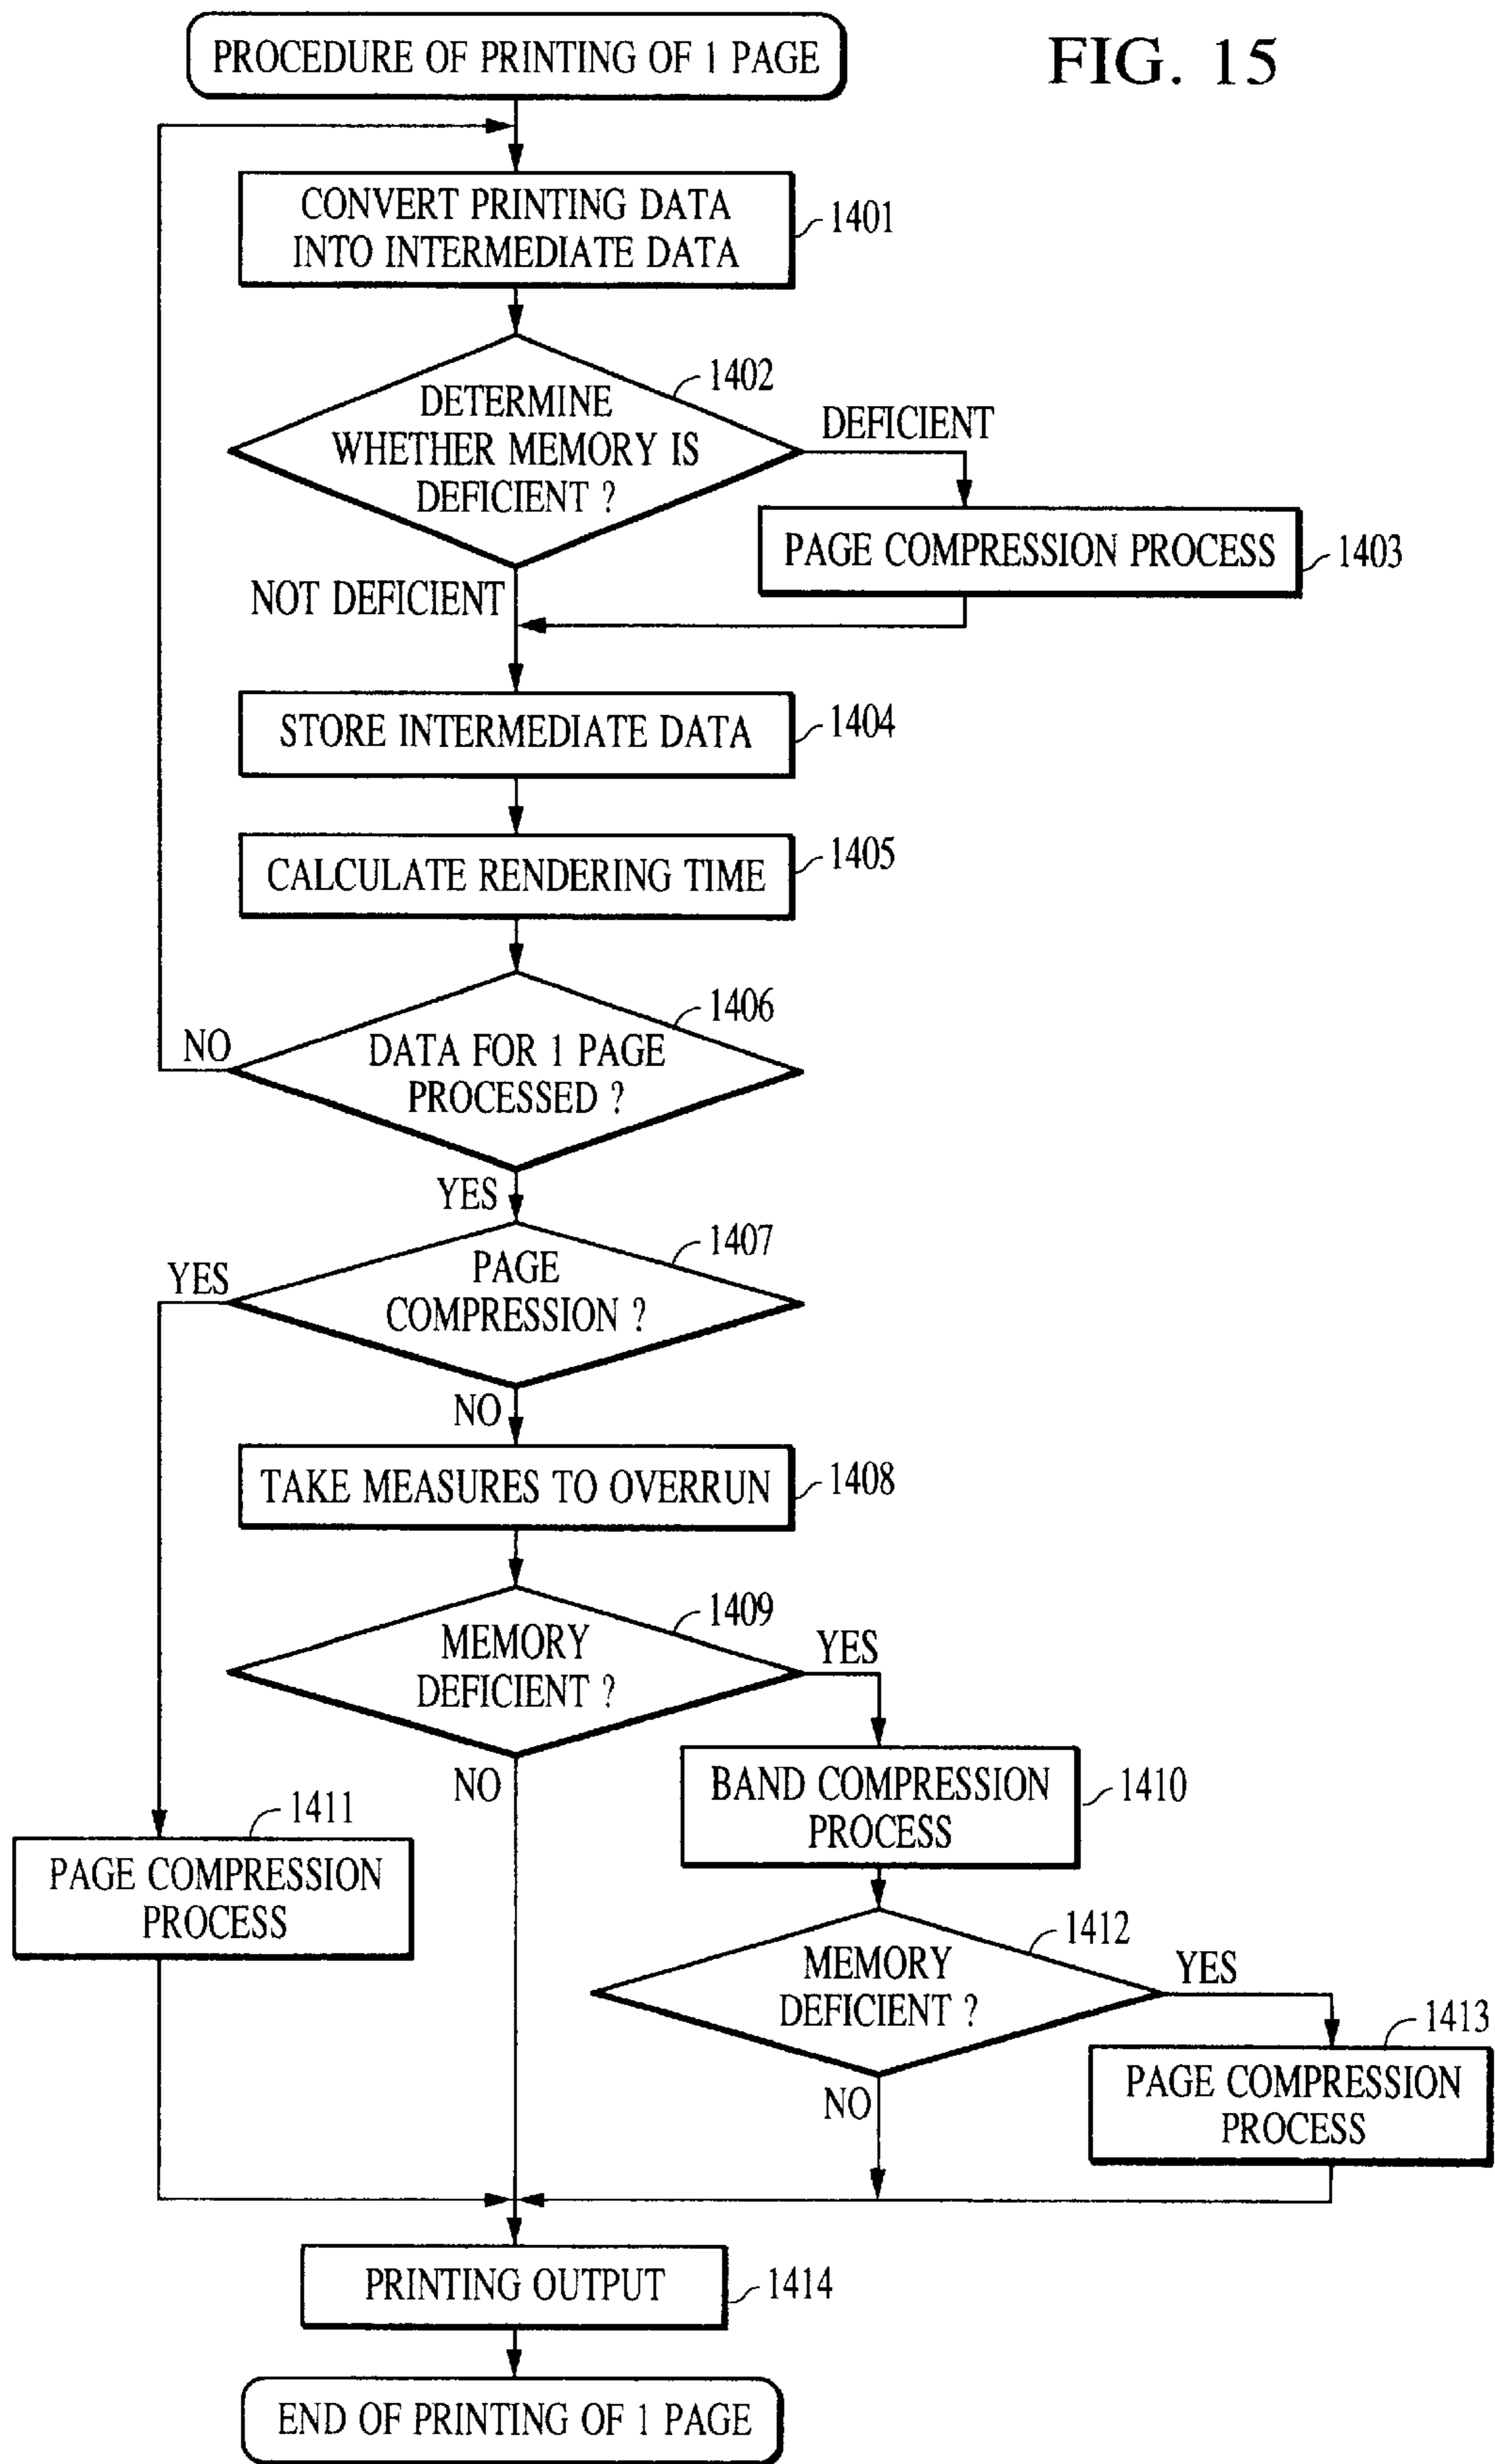 PROCEDURE OF PRINTING OF 1 PAGE
FIG. 15
CONVERT PRINTING DATA
INTO INTERMEDIATE DATA
1401
DETERMINE
WHETHER MEMORY IS
DEFICIENT ?
1402
DEFICIENT
PAGE COMPRESSION PROCESS
1403
NOT DEFICIENT
STORE INTERMEDIATE DATA
1404
CALCULATE RENDERING TIME
1405
1406
NO
DATA FOR 1 PAGE
PROCESSED ?
YES
1407
YES
PAGE
COMPRESSION ?
NO
TAKE MEASURES TO OVERRUN
1408
1409
MEMORY
DEFICIENT ?
YES
NO
BAND COMPRESSION
PROCESS
1410
1411
PAGE COMPRESSION
PROCESS
1412
MEMORY
DEFICIENT ?
YES
1413
PAGE COMPRESSION
PROCESS
NO
PRINTING OUTPUT
1414
END OF PRINTING OF 1 PAGE